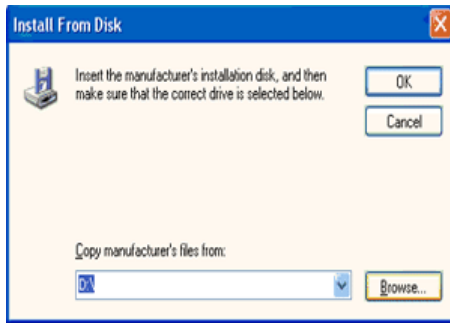 Install From Disk
Insert the manufacturer's installation disk, and then
make sure that the correct drive is selected below.
OK
Cancel
Copy manufacturer's files from:
D:\
Browse...